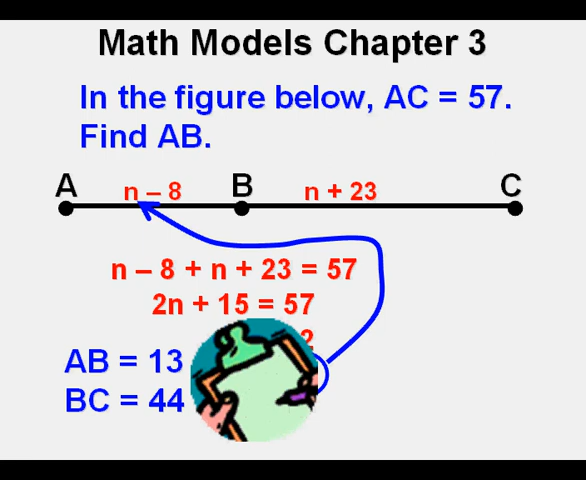 Math Models Chapter 3
In the figure below, AC = 57.
Find AB.
A n – 8 B n + 23 C
n – 8 + n + 23 = 57
2n + 15 = 57
2
AB = 13
BC = 44